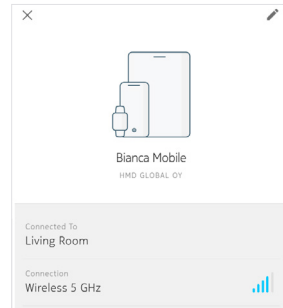 Bianca Mobile
HMD GLOBAL OY
Connected To
Living Room
Connection
Wireless 5 GHz